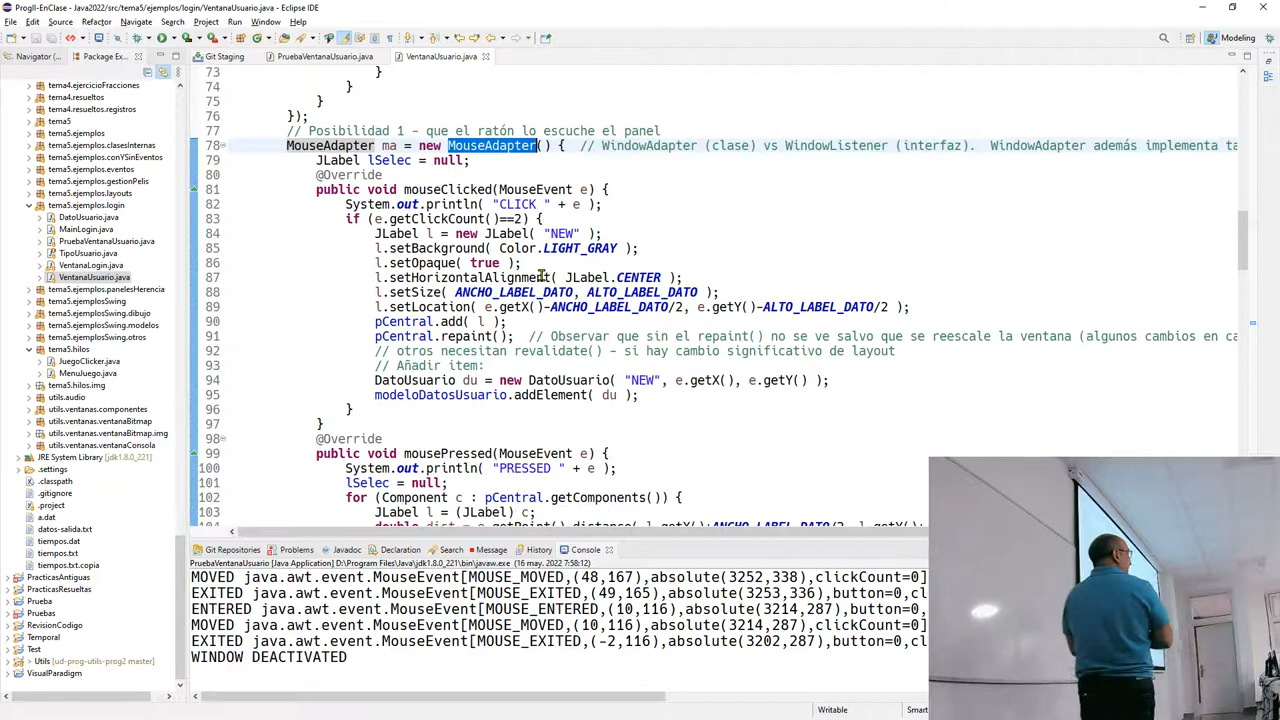 ProgII-EnClase - Java2022/src/tema5/ejemplos/login/VentanaUsuario.java - Eclipse IDE
File Edit Source Refactor Navigate Search Project Run Window Help
Modeling
Navigator (...
Package Ex...
Git Staging
PruebaVentanaUsuario.java
VentanaUsuario.java
tema4.ejercicioFracciones
tema4.resueltos
tema4.resueltos.registros
tema5
tema5.ejemplos
tema5.ejemplos.clasesInternas
tema5.ejemplos.conYSinEventos
tema5.ejemplos.eventos
tema5.ejemplos.gestionPelis
tema5.ejemplos.layouts
tema5.ejemplos.login
DatoUsuario.java
MainLogin.java
PruebaVentanaUsuario.java
TipoUsuario.java
VentanaLogin.java
VentanaUsuario.java
tema5.ejemplos.panelesHerencia
tema5.ejemplosSwing
tema5.ejemplosSwing.dibujo
tema5.ejemplosSwing.modelos
tema5.ejemplosSwing.otros
tema5.hilos
JuegoClicker.java
MenuJuego.java
tema5.hilos.img
utils.audio
utils.ventanas.componentes
utils.ventanas.ventanaBitmap
utils.ventanas.ventanaBitmap.img
utils.ventanas.ventanaConsola
JRE System Library [jdk1.8.0_221]
.settings
.classpath
.gitignore
.project
a.dat
datos-salida.txt
tiempos.dat
tiempos.txt
tiempos.txt.copia
PracticasAntiguas
PracticasResueltas
Prueba
Pruebas
RevisionCodigo
Temporal
Test
Utils [ud-prog-utils-prog2 master]
VisualParadigm
73 }
74 }
75 }
76 });
77 // Posibilidad 1 - que el ratón lo escuche el panel
78 MouseAdapter ma = new MouseAdapter() { // WindowAdapter (clase) vs WindowListener (interfaz). WindowAdapter además implementa ta
79 JLabel lSelec = null;
80 @Override
81 public void mouseClicked(MouseEvent e) {
82 System.out.println( "CLICK " + e );
83 if (e.getClickCount()==2) {
84 JLabel l = new JLabel( "NEW" );
85 l.setBackground( Color.LIGHT_GRAY );
86 l.setOpaque( true );
87 l.setHorizontalAlignment( JLabel.CENTER );
88 l.setSize( ANCHO_LABEL_DATO, ALTO_LABEL_DATO );
89 l.setLocation( e.getX()-ANCHO_LABEL_DATO/2, e.getY()-ALTO_LABEL_DATO/2 );
90 pCentral.add( l );
91 pCentral.repaint(); // Observar que sin el repaint() no se ve salvo que se reescale la ventana (algunos cambios en ca
92 // otros necesitan revalidate() - si hay cambio significativo de layout
93 // Añadir item:
94 DatoUsuario du = new DatoUsuario( "NEW", e.getX(), e.getY() );
95 modeloDatosUsuario.addElement( du );
96 }
97 }
98 @Override
99 public void mousePressed(MouseEvent e) {
100 System.out.println( "PRESSED " + e );
101 lSelec = null;
102 for (Component c : pCentral.getComponents()) {
103 JLabel l = (JLabel) c;
104 double dist = e.getPoint().distance( l.getX()+ANCHO_LABEL_DATO/2, l.getY()+
Git Repositories Problems Javadoc Declaration Search Message History Console
PruebaVentanaUsuario [Java Application] D:\Program Files\Java\jdk1.8.0_221\bin\javaw.exe (16 may. 2022 7:58:12)
MOVED java.awt.event.MouseEvent[MOUSE_MOVED,(48,167),absolute(3252,338),clickCount=0]
EXITED java.awt.event.MouseEvent[MOUSE_EXITED,(49,165),absolute(3253,336),button=0,cl
ENTERED java.awt.event.MouseEvent[MOUSE_ENTERED,(10,116),absolute(3214,287),button=0,
MOVED java.awt.event.MouseEvent[MOUSE_MOVED,(10,116),absolute(3214,287),clickCount=0]
EXITED java.awt.event.MouseEvent[MOUSE_EXITED,(-2,116),absolute(3202,287),button=0,cl
WINDOW DEACTIVATED
Writable
Smart